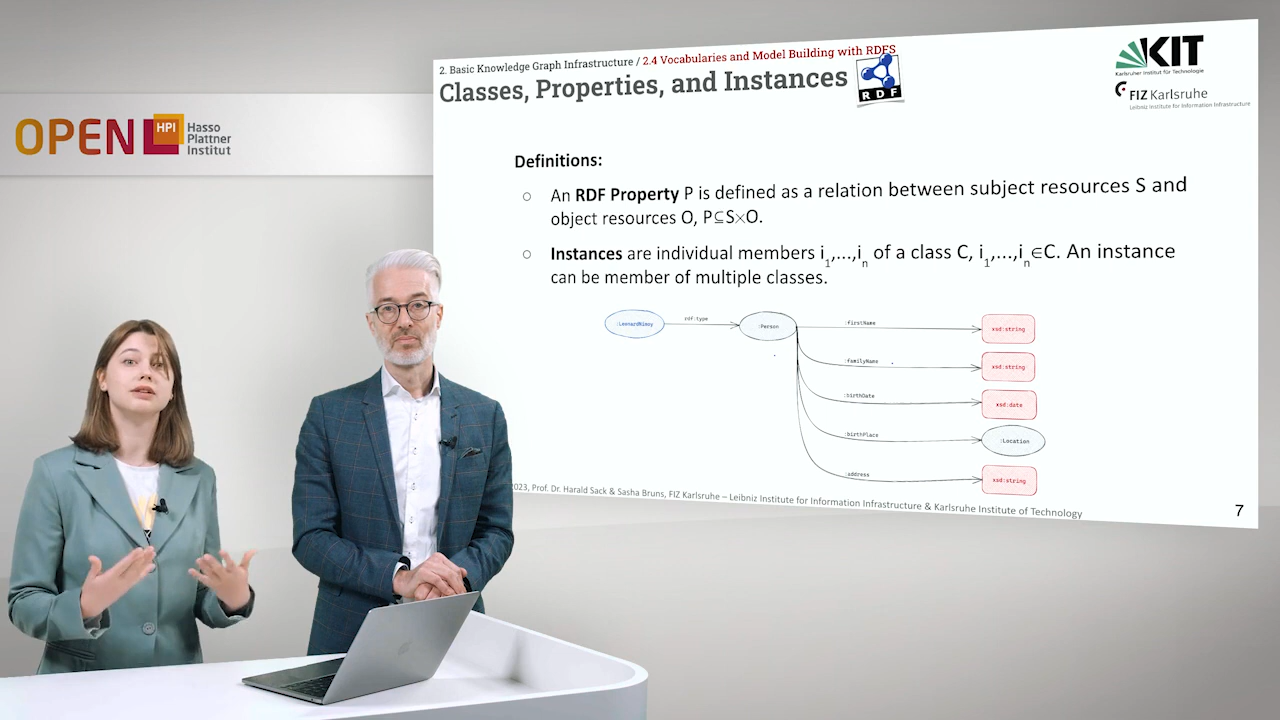 2. Basic Knowledge Graph Infrastructure / 2.4 Vocabularies and Model Building with RDFS
Classes, Properties, and Instances
RDF
KIT
Karlsruher Institut für Technologie
FIZ Karlsruhe
Leibniz Institute for Information Infrastructure
OPEN HPI Hasso
Plattner
Institut
Definitions:
○ An RDF Property P is defined as a relation between subject resources S and
object resources O, P⊆S×O.
○ Instances are individual members i1,...,in of a class C, i1,...,in∈C. An instance
can be member of multiple classes.
:LeonardNimoy
rdf:type
:Person
:firstName
xsd:string
:familyName
xsd:string
:birthDate
xsd:date
:birthPlace
:Location
:address
xsd:string
2023, Prof. Dr. Harald Sack & Sasha Bruns, FIZ Karlsruhe – Leibniz Institute for Information Infrastructure & Karlsruhe Institute of Technology
7